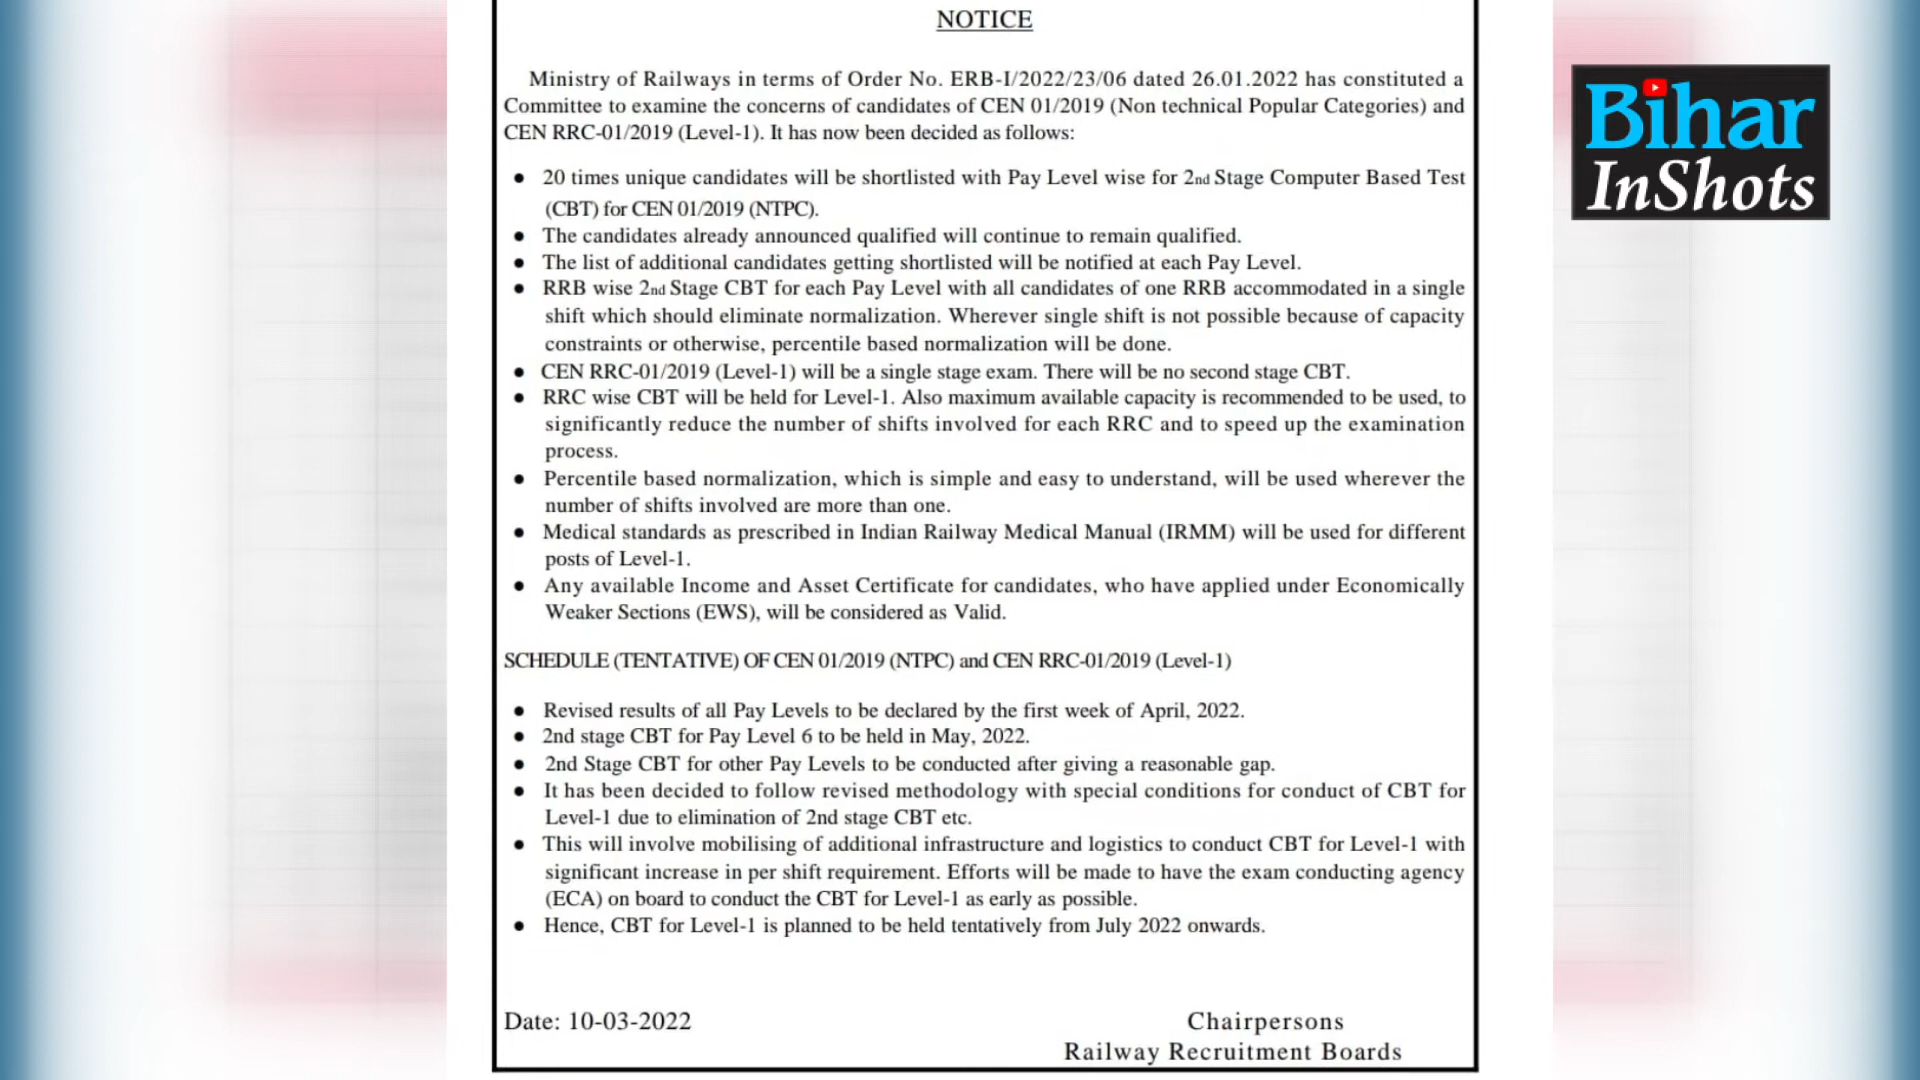 NOTICE
Ministry of Railways in terms of Order No. ERB-I/2022/23/06 dated 26.01.2022 has constituted a
Committee to examine the concerns of candidates of CEN 01/2019 (Non technical Popular Categories) and
CEN RRC-01/2019 (Level-1). It has now been decided as follows:
● 20 times unique candidates will be shortlisted with Pay Level wise for 2nd Stage Computer Based Test
(CBT) for CEN 01/2019 (NTPC).
● The candidates already announced qualified will continue to remain qualified.
● The list of additional candidates getting shortlisted will be notified at each Pay Level.
● RRB wise 2nd Stage CBT for each Pay Level with all candidates of one RRB accommodated in a single
shift which should eliminate normalization. Wherever single shift is not possible because of capacity
constraints or otherwise, percentile based normalization will be done.
● CEN RRC-01/2019 (Level-1) will be a single stage exam. There will be no second stage CBT.
● RRC wise CBT will be held for Level-1. Also maximum available capacity is recommended to be used, to
significantly reduce the number of shifts involved for each RRC and to speed up the examination
process.
● Percentile based normalization, which is simple and easy to understand, will be used wherever the
number of shifts involved are more than one.
● Medical standards as prescribed in Indian Railway Medical Manual (IRMM) will be used for different
posts of Level-1.
● Any available Income and Asset Certificate for candidates, who have applied under Economically
Weaker Sections (EWS), will be considered as Valid.
SCHEDULE (TENTATIVE) OF CEN 01/2019 (NTPC) and CEN RRC-01/2019 (Level-1)
● Revised results of all Pay Levels to be declared by the first week of April, 2022.
● 2nd stage CBT for Pay Level 6 to be held in May, 2022.
● 2nd Stage CBT for other Pay Levels to be conducted after giving a reasonable gap.
● It has been decided to follow revised methodology with special conditions for conduct of CBT for
Level-1 due to elimination of 2nd stage CBT etc.
● This will involve mobilising of additional infrastructure and logistics to conduct CBT for Level-1 with
significant increase in per shift requirement. Efforts will be made to have the exam conducting agency
(ECA) on board to conduct the CBT for Level-1 as early as possible.
● Hence, CBT for Level-1 is planned to be held tentatively from July 2022 onwards.
Date: 10-03-2022
Chairpersons
Railway Recruitment Boards
Bihar
InShots